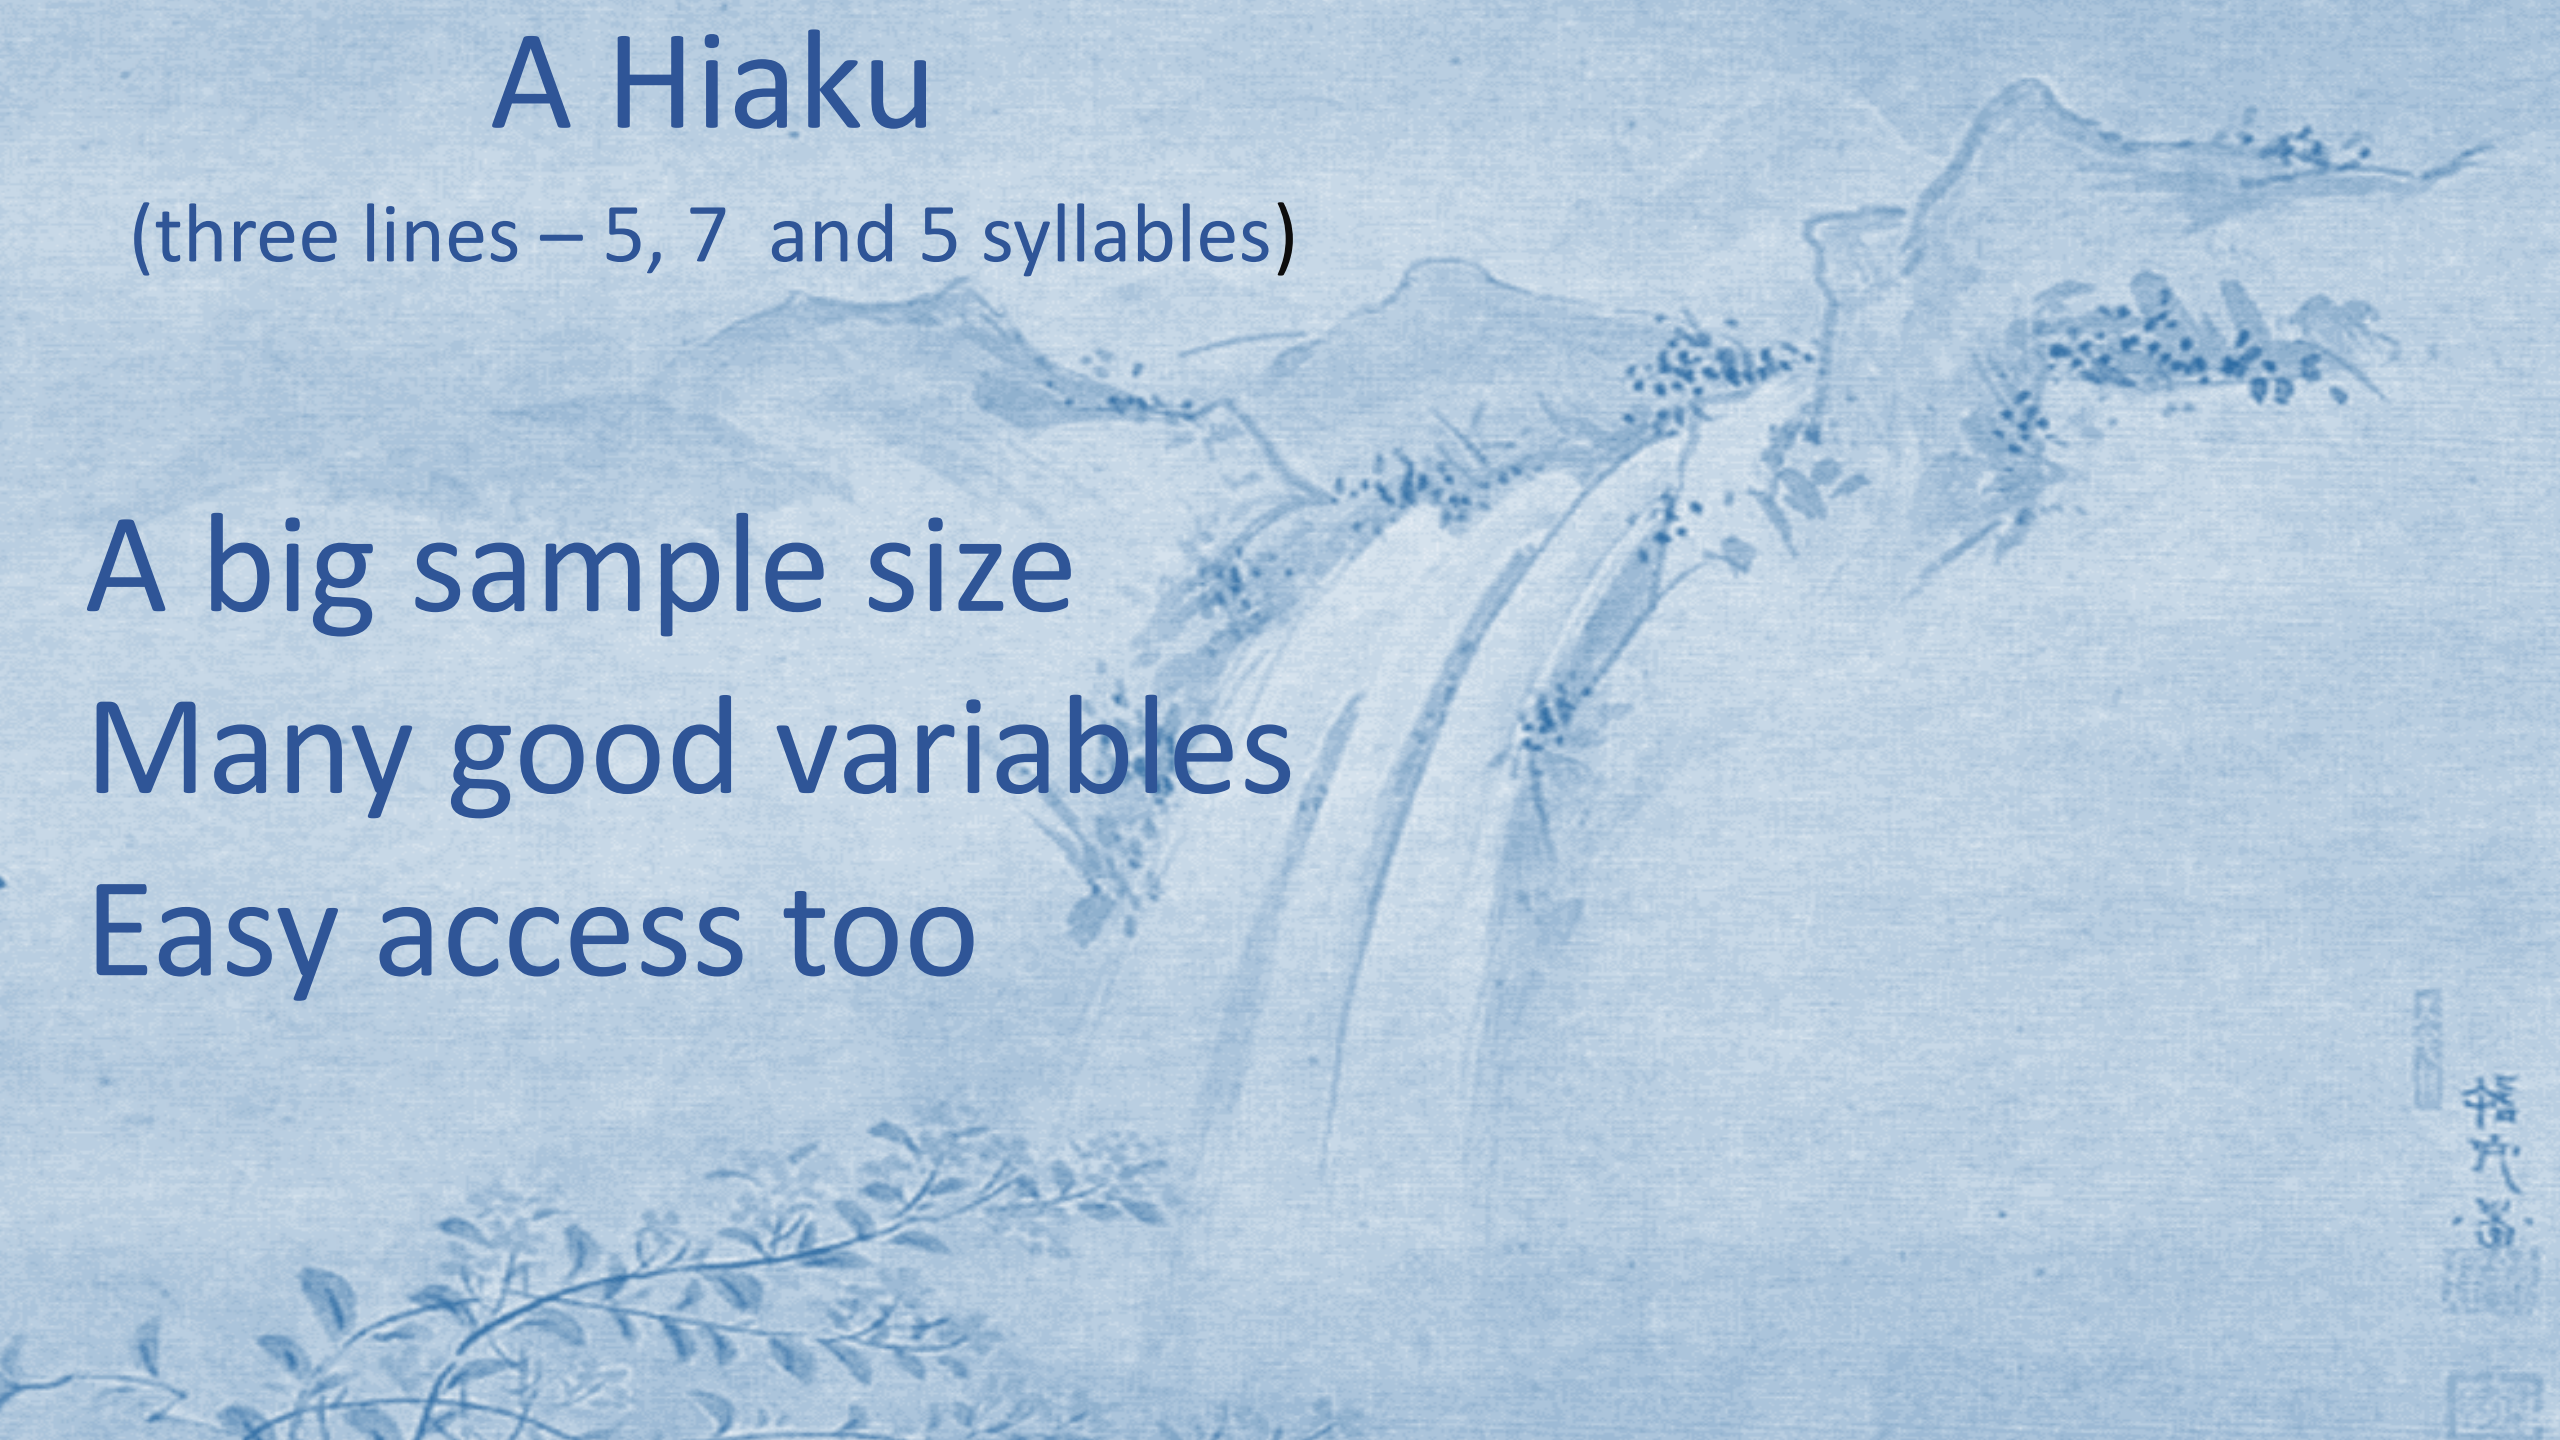 A Hiaku
(three lines – 5, 7  and 5 syllables)
A big sample size
Many good variables
Easy access too